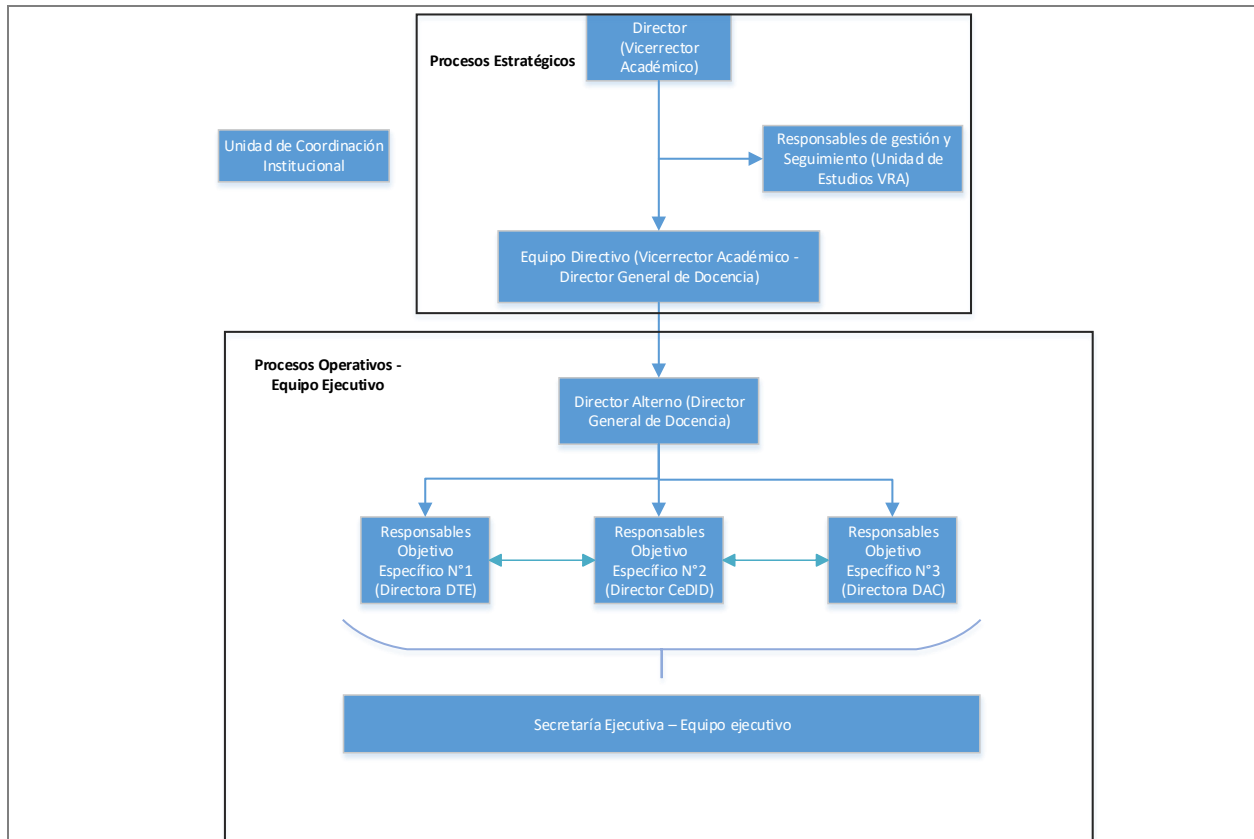 Director
(Vicerrector
Académico)
Procesos Estratégicos
Unidad de Coordinación
Institucional
Responsables de gestión y
Seguimiento (Unidad de
Estudios VRA)
Equipo Directivo (Vicerrector Académico -
Director General de Docencia)
Procesos Operativos -
Equipo Ejecutivo
Director Alterno (Director
General de Docencia)
Responsables
Objetivo
Específico N°1
(Directora DTE)
Responsables
Objetivo
Específico N°2
(Director CeDID)
Responsables
Objetivo
Específico N°3
(Directora DAC)
Secretaría Ejecutiva – Equipo ejecutivo